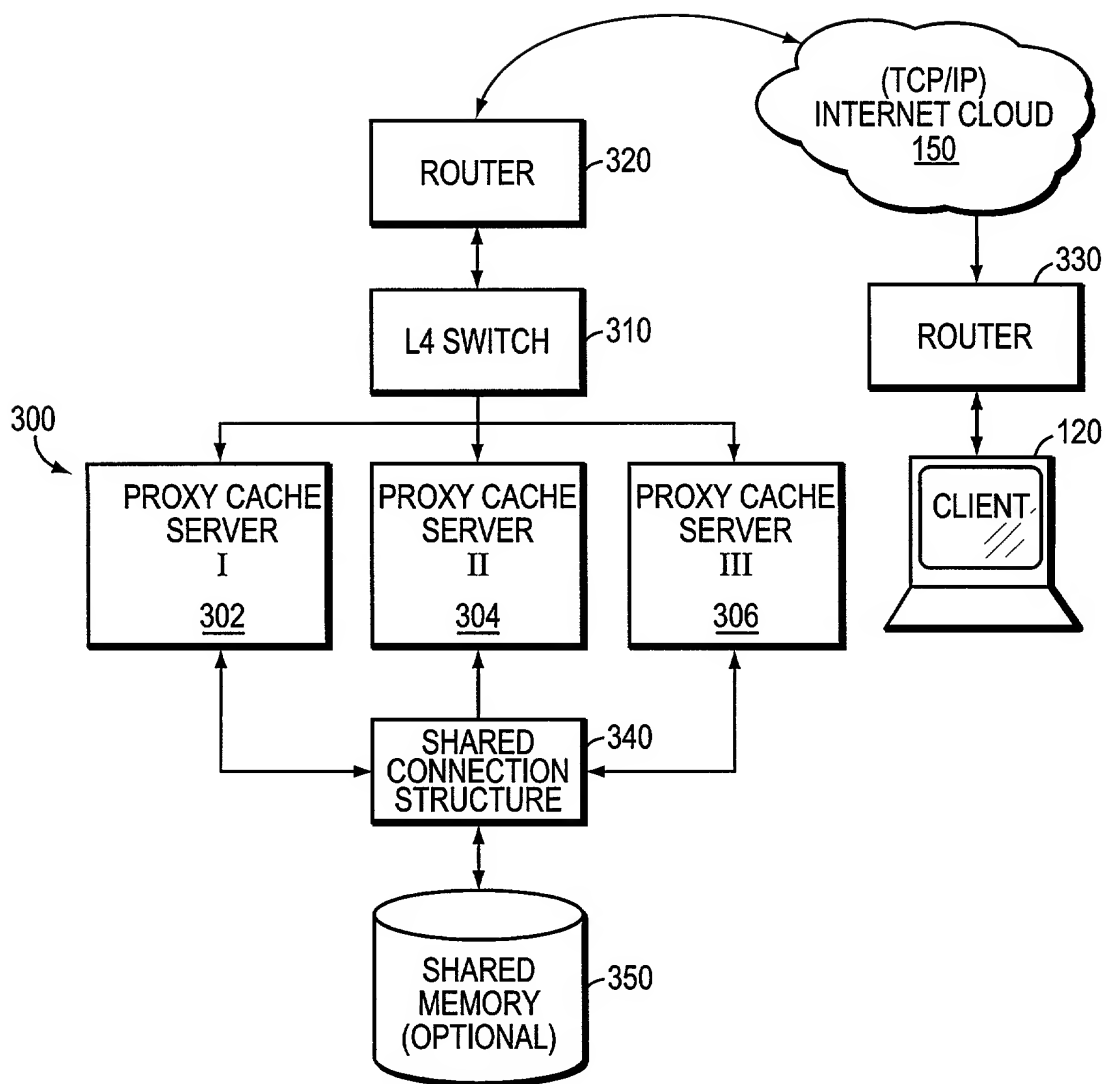 (TCP/IP)
INTERNET CLOUD
150
ROUTER
320
330
ROUTER
L4 SWITCH
310
300
120
PROXY CACHE
SERVER
I
302
PROXY CACHE
SERVER
II
304
PROXY CACHE
SERVER
III
306
CLIENT
SHARED
CONNECTION
STRUCTURE
340
SHARED
MEMORY
(OPTIONAL)
350